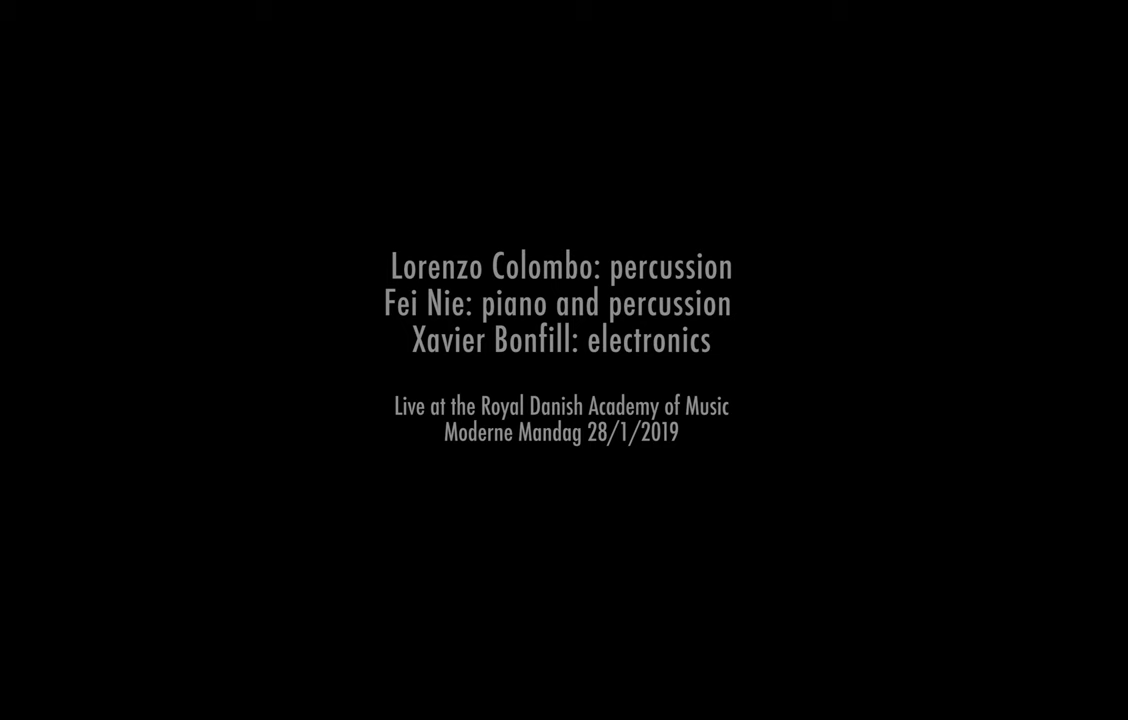 Lorenzo Colombo: percussion
Fei Nie: piano and percussion
Xavier Bonfill: electronics
Live at the Royal Danish Academy of Music
Moderne Mandag 28/1/2019